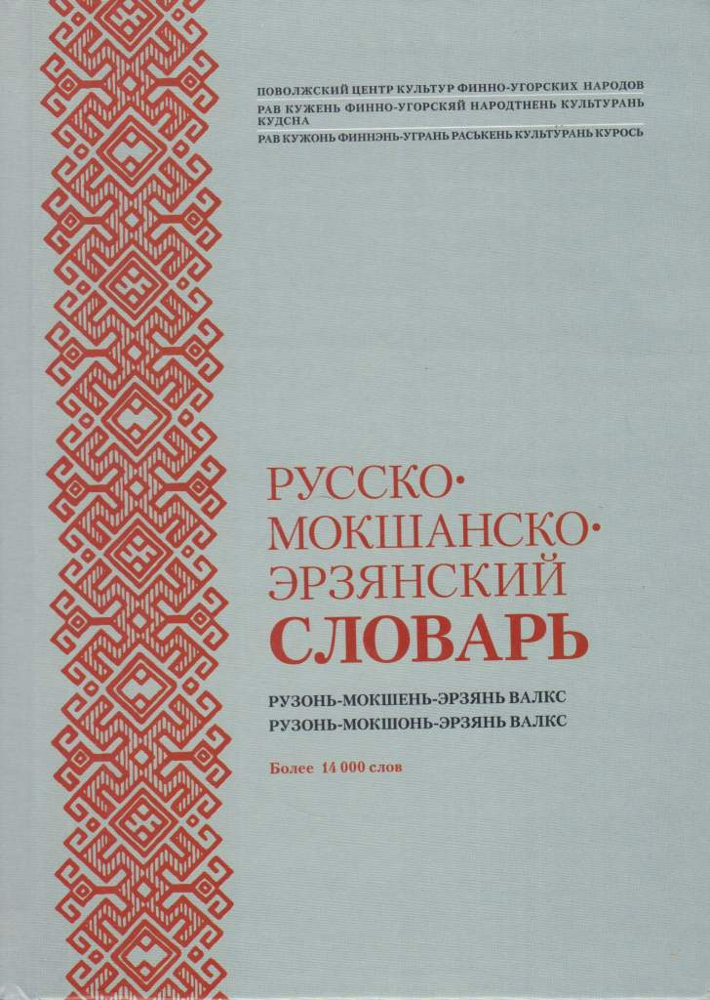 ПОВОЛЖСКИЙ ЦЕНТР КУЛЬТУР ФИННО-УГОРСКИХ НАРОДОВ
РАВ КУЖЕНЬ ФИННО-УГОРСКЯЙ НАРОДТНЕНЬ КУЛЬТУРАНЬ
КУДСНА
РАВ КУЖОНЬ ФИННЭНЬ-УГРАНЬ РАСЬКЕНЬ КУЛЬТУРАНЬ КУРОСЬ
РУССКО-
МОКШАНСКО-
ЭРЗЯНСКИЙ
СЛОВАРЬ
РУЗОНЬ-МОКШЕНЬ-ЭРЗЯНЬ ВАЛКС
РУЗОНЬ-МОКШОНЬ-ЭРЗЯНЬ ВАЛКС
Более 14 000 слов